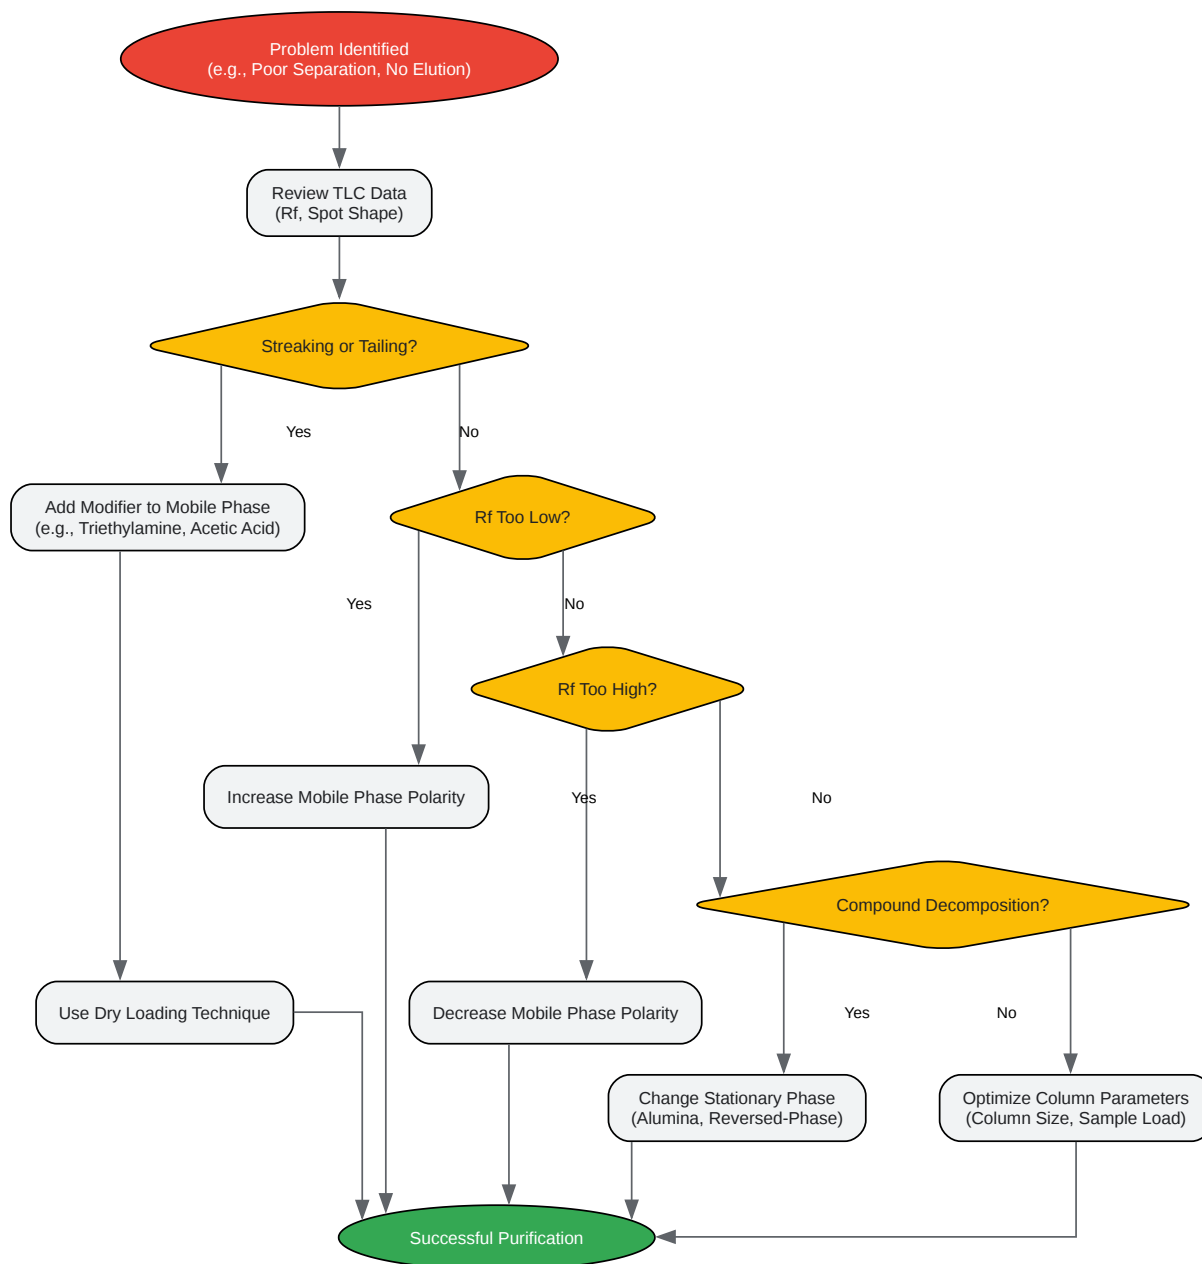 Problem Identified
(e.g., Poor Separation, No Elution)
Review TLC Data
(Rf, Spot Shape)
Streaking or Tailing?
Yes
No
Add Modifier to Mobile Phase
(e.g., Triethylamine, Acetic Acid)
Rf Too Low?
Yes
No
Rf Too High?
Increase Mobile Phase Polarity
Yes
No
Compound Decomposition?
Use Dry Loading Technique
Decrease Mobile Phase Polarity
Yes
No
Change Stationary Phase
(Alumina, Reversed-Phase)
Optimize Column Parameters
(Column Size, Sample Load)
Successful Purification